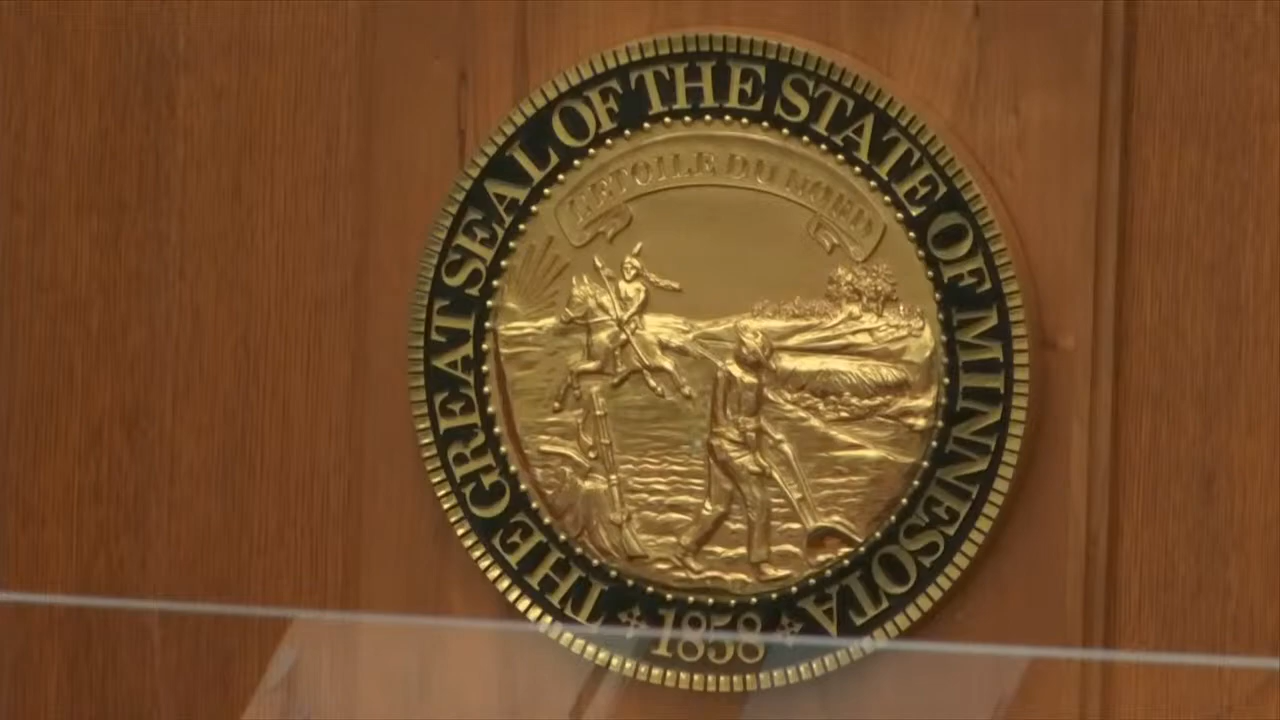 THE GREAT SEAL OF THE STATE OF MINNESOTA
L'ETOILE DU NORD
1858